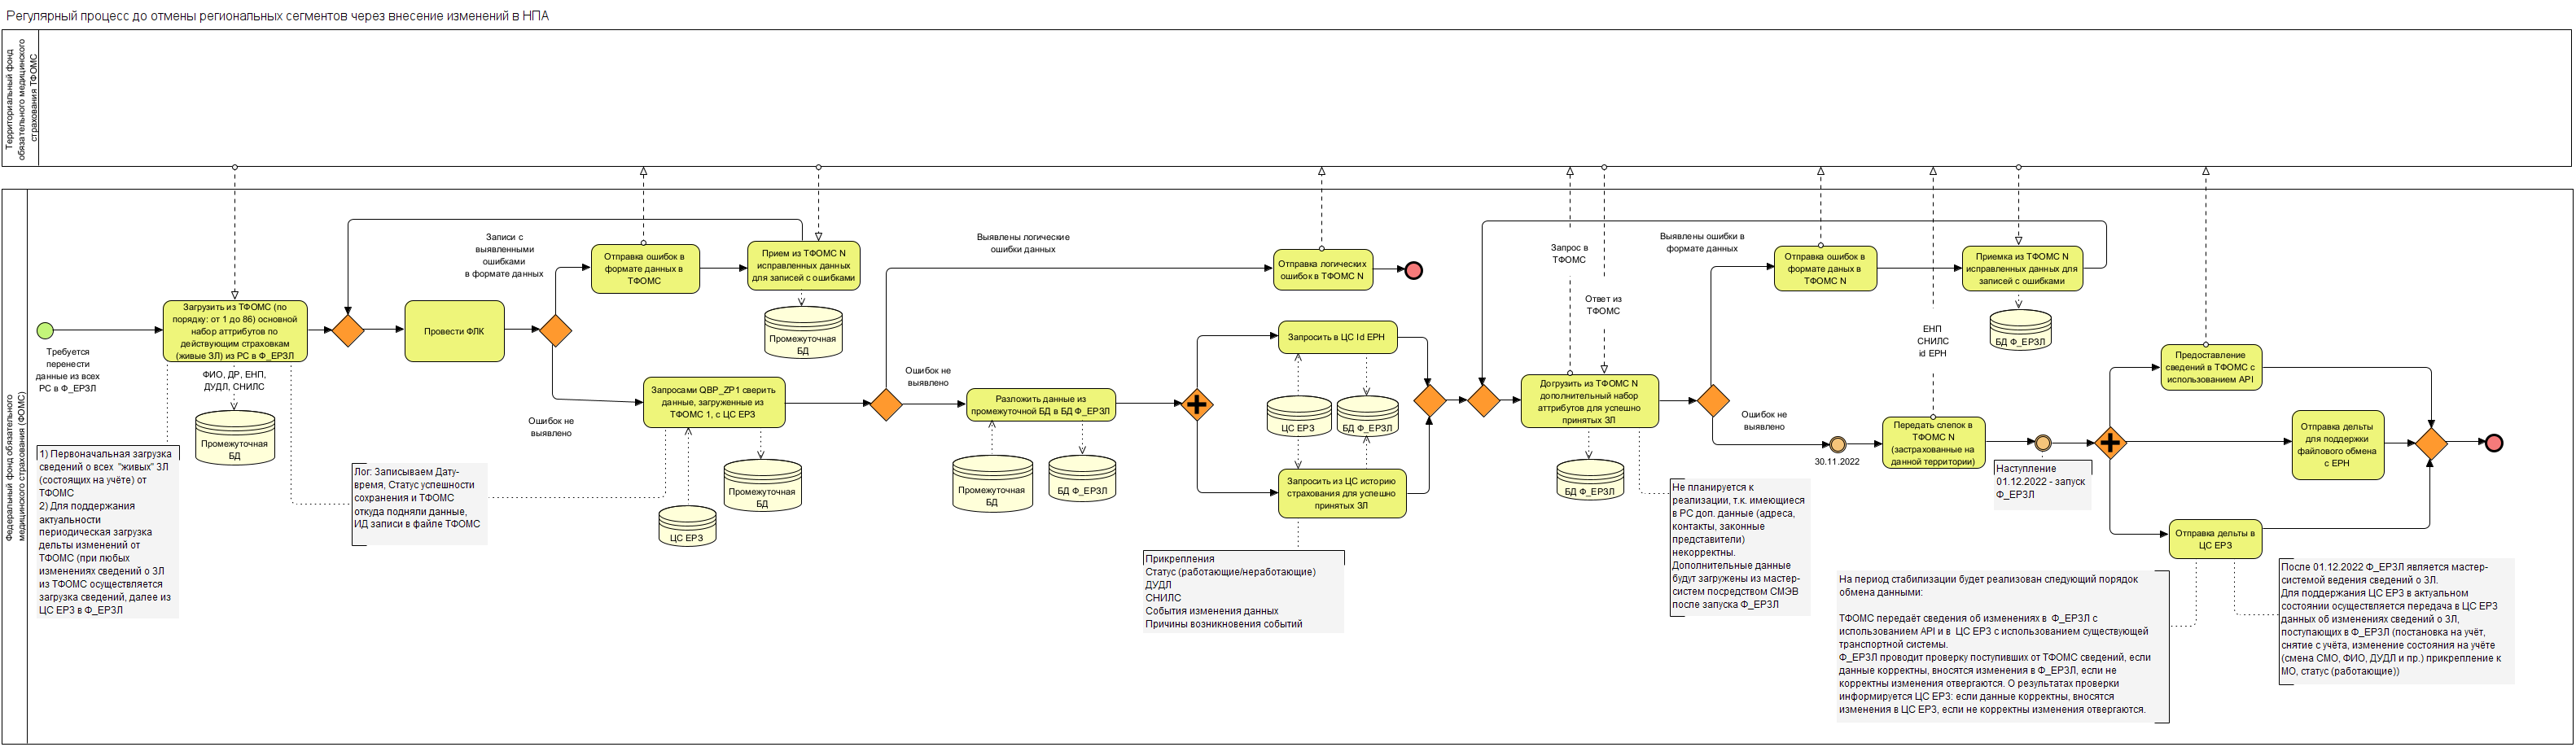 Регулярный процесс до отмены региональных сегментов через внесение изменений в НПА
Территориальный фонд
обязательного медицинского
страхования ТФОМС
Федеральный фонд обязательного
медицинского страхования (ФОМС)
Требуется
перенести
данные из всех
РС в Ф_ЕРЗЛ
Загрузить из ТФОМС (по
порядку: от 1 до 86) основной
набор аттрибутов по
действующим страховкам
(живые ЗЛ) из РС в Ф_ЕРЗЛ
ФИО, ДР, ЕНП,
ДУДЛ, СНИЛС
Промежуточная
БД
1) Первоначальная загрузка
сведений о всех "живых" ЗЛ
(состоящих на учёте) от
ТФОМС
2) Для поддержания
актуальности
периодическая загрузка
дельты изменений от
ТФОМС (при любых
изменениях сведений о ЗЛ
из ТФОМС осуществляется
загрузка сведений, далее из
ЦС ЕРЗ в Ф_ЕРЗЛ
Провести ФЛК
Лог: Записываем Дату-
время, Статус успешности
сохранения и ТФОМС
откуда подняли данные,
ИД записи в файле ТФОМС
Записи с
выявленными
ошибками
в формате данных
Отправка ошибок в
формате данных в
ТФОМС
Прием из ТФОМС N
исправленных данных
для записей с ошибками
Промежуточная
БД
Ошибок не
выявлено
Запросами QBP_ZP1 сверить
данные, загруженные из
ТФОМС 1, с ЦС ЕРЗ
ЦС ЕРЗ
Промежуточная
БД
Выявлены логические
ошибки данных
Ошибок не
выявлено
Разложить данные из
промежуточной БД в БД Ф_ЕРЗЛ
Промежуточная
БД
БД Ф_ЕРЗЛ
Отправка логических
ошибок в ТФОМС N
Запросить в ЦС Id ЕРН
ЦС ЕРЗ
БД Ф_ЕРЗЛ
Запросить из ЦС историю
страхования для успешно
принятых ЗЛ
Прикрепления
Статус (работающие/неработающие)
ДУДЛ
СНИЛС
События изменения данных
Причины возникновения событий
Запрос в
ТФОМС
Ответ из
ТФОМС
Догрузить из ТФОМС N
дополнительный набор
аттрибутов для успешно
принятых ЗЛ
БД Ф_ЕРЗЛ
Не планируется к
реализации, т.к. имеющиеся
в РС доп. данные (адреса,
контакты, законные
представители)
некорректны.
Дополнительные данные
будут загружены из мастер-
систем посредством СМЭВ
после запуска Ф_ЕРЗЛ
Выявлены ошибки в
формате данных
Отправка ошибок в
формате даных в
ТФОМС N
Приемка из ТФОМС N
исправленных данных для
записей с ошибками
БД Ф_ЕРЗЛ
Ошибок не
выявлено
30.11.2022
ЕНП
СНИЛС
id ЕРН
Передать слепок в
ТФОМС N
(застрахованные на
данной территории)
Наступление
01.12.2022 - запуск
Ф_ЕРЗЛ
Предоставление
сведений в ТФОМС с
использованием API
Отправка дельты
для поддержки
файлового обмена
с ЕРН
Отправка дельты в
ЦС ЕРЗ
На период стабилизации будет реализован следующий порядок
обмена данными:
ТФОМС передаёт сведения об изменениях в Ф_ЕРЗЛ с
использованием API и в ЦС ЕРЗ с использованием существующей
транспортной системы.
Ф_ЕРЗЛ проводит проверку поступивших от ТФОМС сведений, если
данные корректны, вносятся изменения в Ф_ЕРЗЛ, если не
корректны изменения отвергаются. О результатах проверки
информируется ЦС ЕРЗ: если данные корректны, вносятся
изменения в ЦС ЕРЗ, если не корректны изменения отвергаются.
После 01.12.2022 Ф_ЕРЗЛ является мастер-
системой ведения сведений о ЗЛ.
Для поддержания ЦС ЕРЗ в актуальном
состоянии осуществляется передача в ЦС ЕРЗ
данных об изменениях сведений о ЗЛ,
поступающих в Ф_ЕРЗЛ (постановка на учёт,
снятие с учёта, изменение состояния на учёте
(смена СМО, ФИО, ДУДЛ и пр.) прикрепление к
МО, статус (работающие))